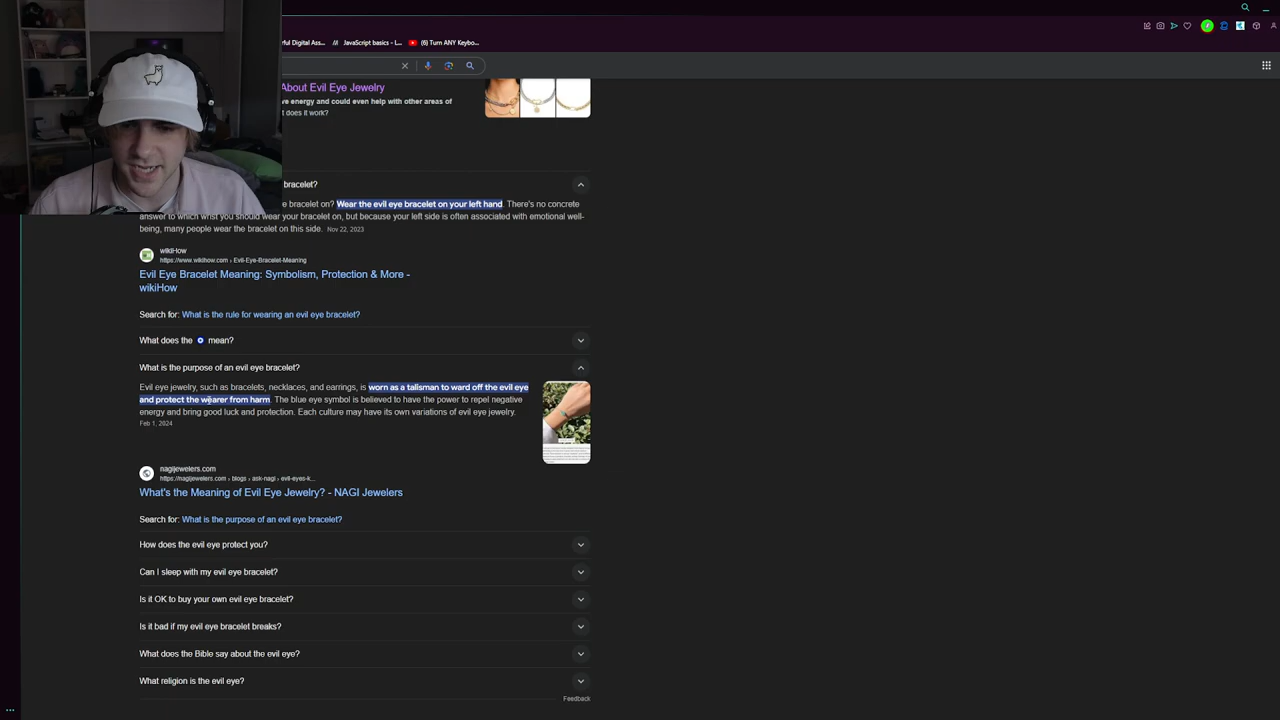 rful Digital Ass...
JavaScript basics - L...
(6) Turn ANY Keybo...
About Evil Eye Jewelry
ve energy and could even help with other areas of
t does it work?
bracelet?
e bracelet on? Wear the evil eye bracelet on your left hand. There's no concrete
answer to which wrist you should wear your bracelet on, but because your left side is often associated with emotional well-
being, many people wear the bracelet on this side. Nov 22, 2023
wikiHow
https://www.wikihow.com › Evil-Eye-Bracelet-Meaning
Evil Eye Bracelet Meaning: Symbolism, Protection & More -
wikiHow
Search for: What is the rule for wearing an evil eye bracelet?
What does the 🧿 mean?
What is the purpose of an evil eye bracelet?
Evil eye jewelry, such as bracelets, necklaces, and earrings, is worn as a talisman to ward off the evil eye
and protect the wearer from harm. The blue eye symbol is believed to have the power to repel negative
energy and bring good luck and protection. Each culture may have its own variations of evil eye jewelry.
Feb 1, 2024
nagijewelers.com
https://nagijewelers.com › blogs › ask-nagi › evil-eyes-k...
What's the Meaning of Evil Eye Jewelry? - NAGI Jewelers
Search for: What is the purpose of an evil eye bracelet?
How does the evil eye protect you?
Can I sleep with my evil eye bracelet?
Is it OK to buy your own evil eye bracelet?
Is it bad if my evil eye bracelet breaks?
What does the Bible say about the evil eye?
What religion is the evil eye?
Feedback